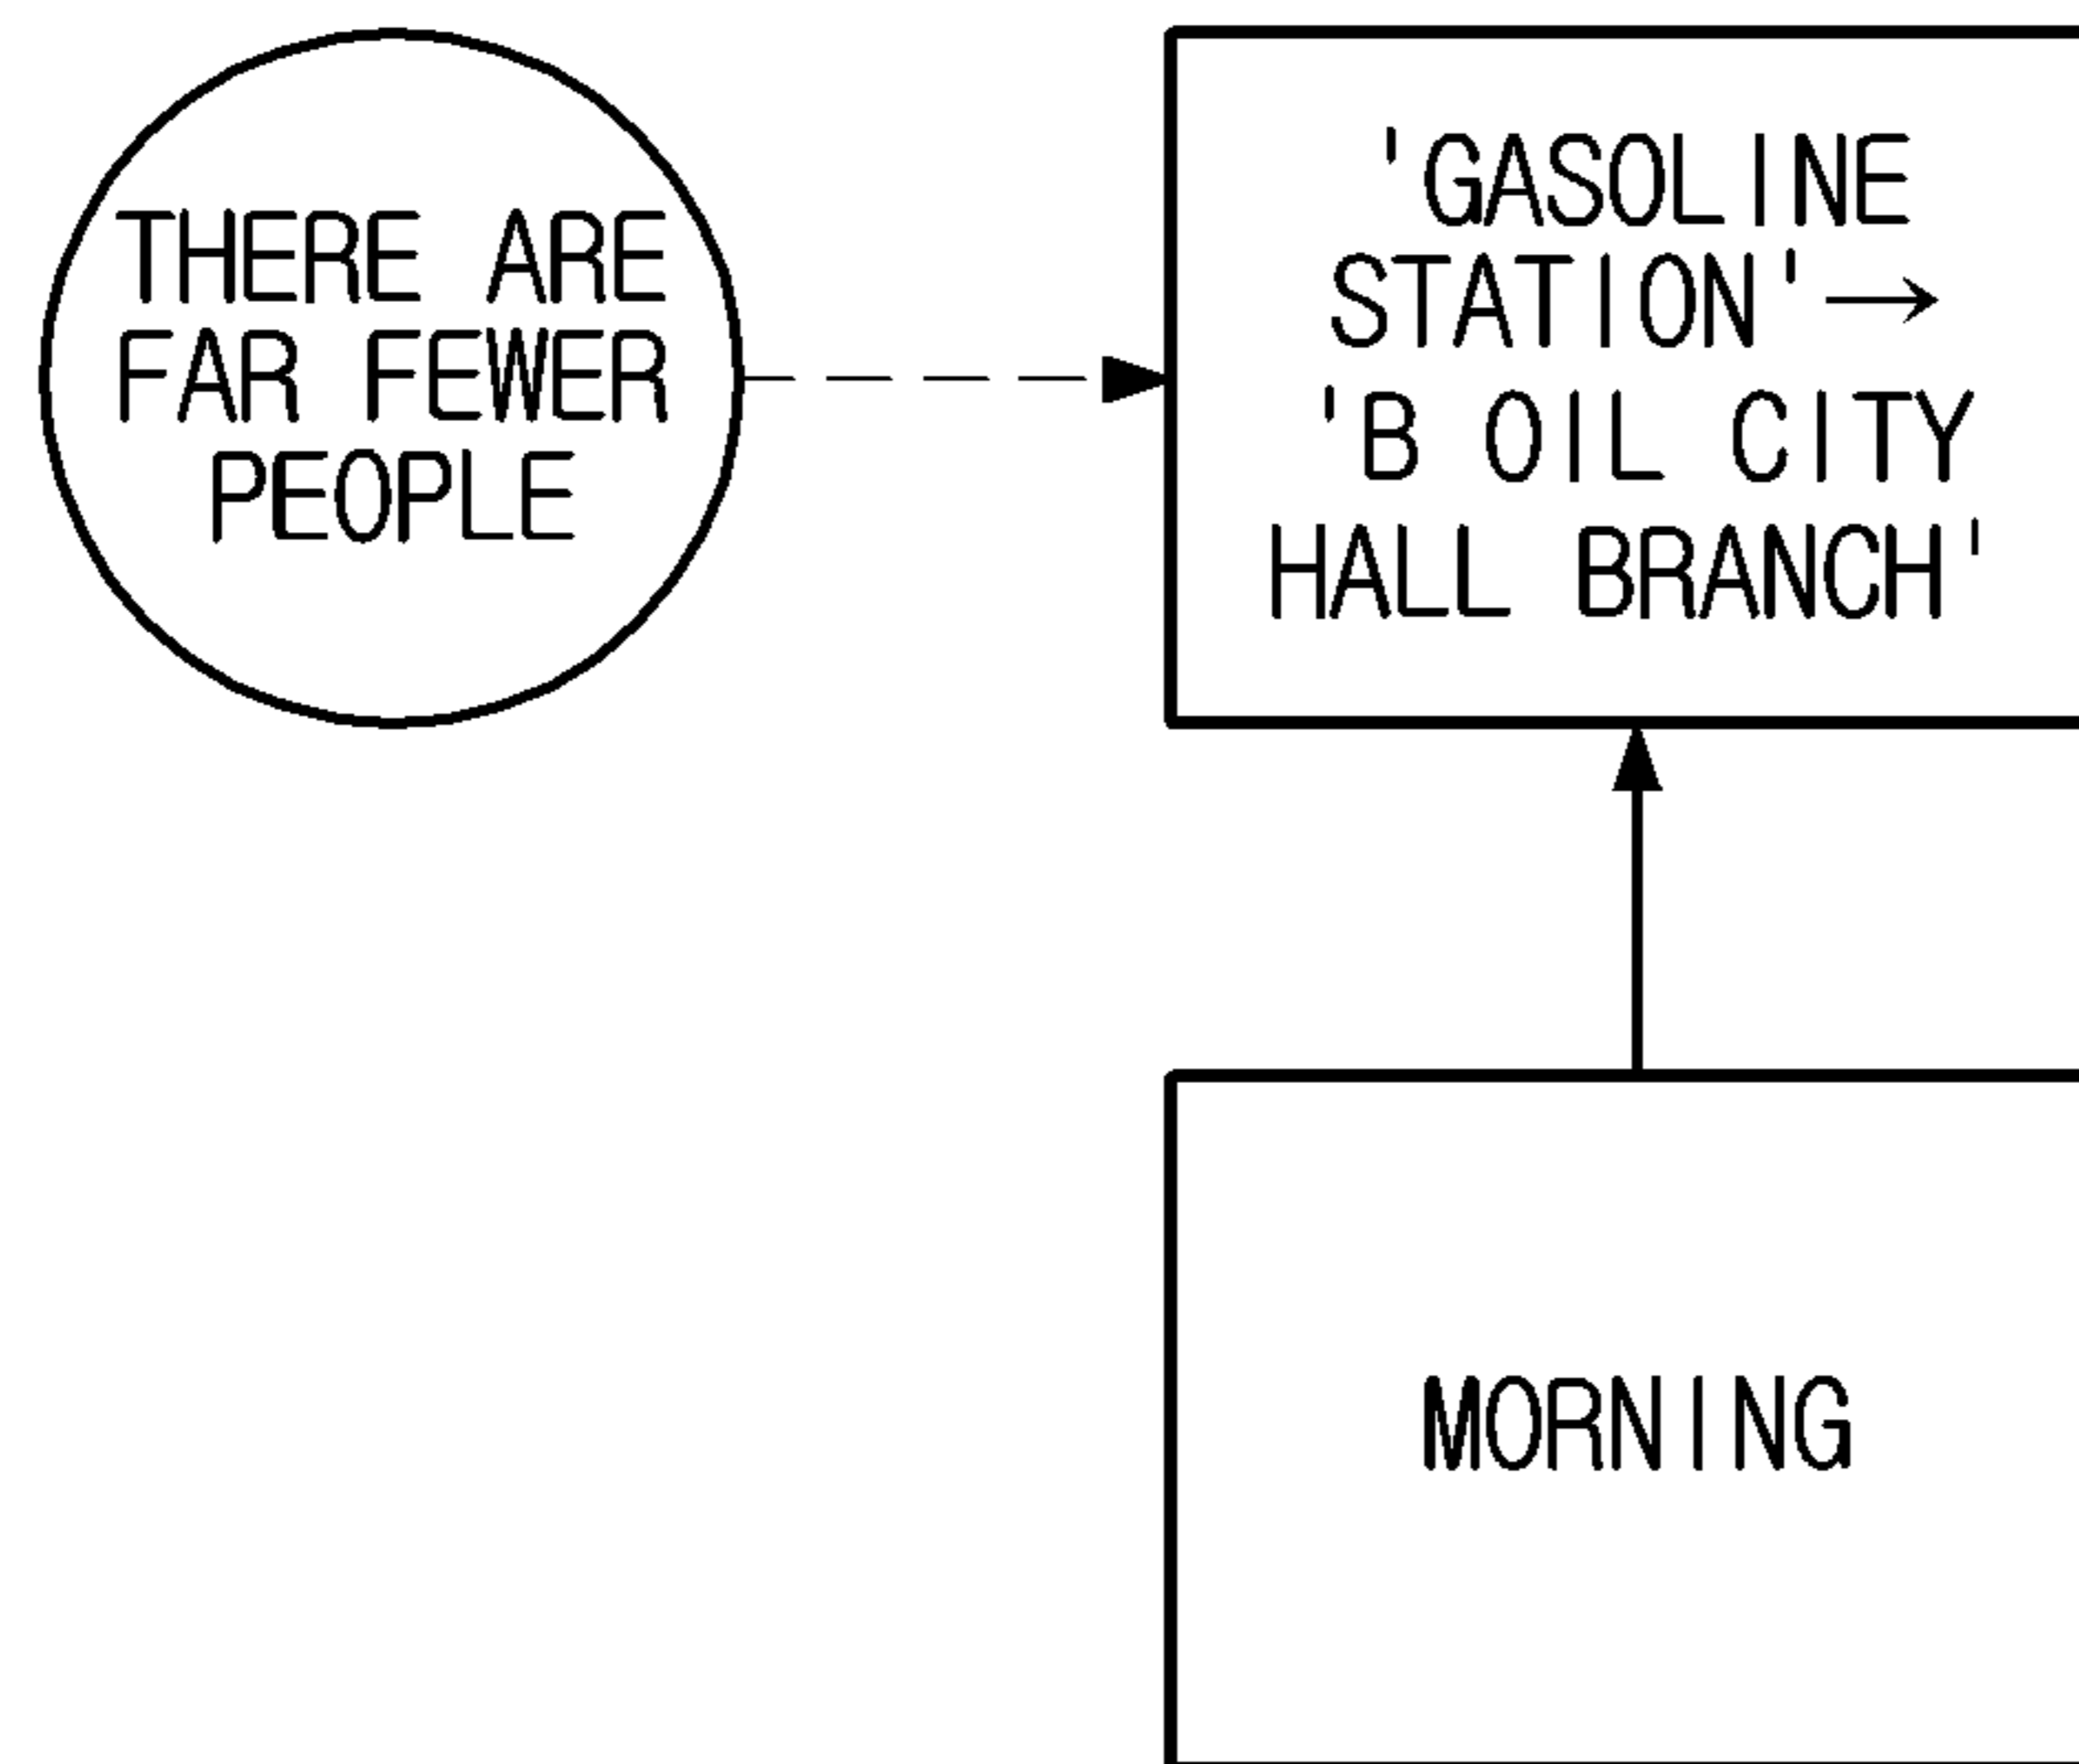 THERE ARE
FAR FEWER
PEOPLE
'GASOLINE
STATION'→
'B OIL CITY
HALL BRANCH'
MORNING